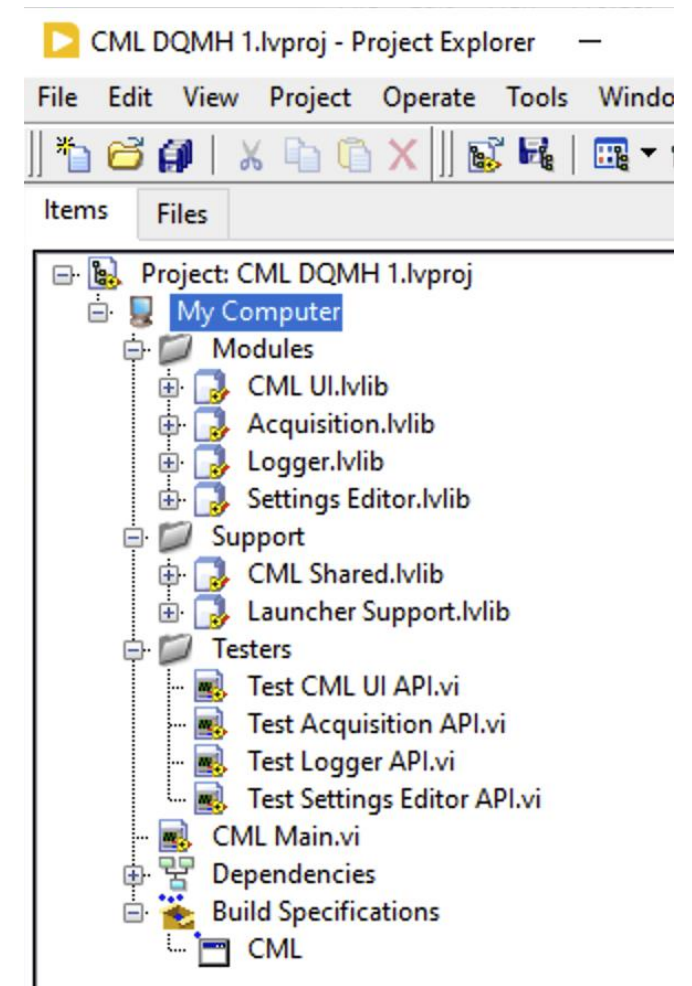 CML DQMH 1.lvproj - Project Explorer
File Edit View Project Operate Tools
Items Files
Project: CML DQMH 1.lvproj
My Computer
Modules
CML UI.lvlib
Acquisition.lvlib
Logger.lvlib
Settings Editor.lvlib
Support
CML Shared.lvlib
Launcher Support.lvlib
Testers
Test CML UI API.vi
Test Acquisition API.vi
Test Logger API.vi
Test Settings Editor API.vi
CML Main.vi
Dependencies
Build Specifications
CML